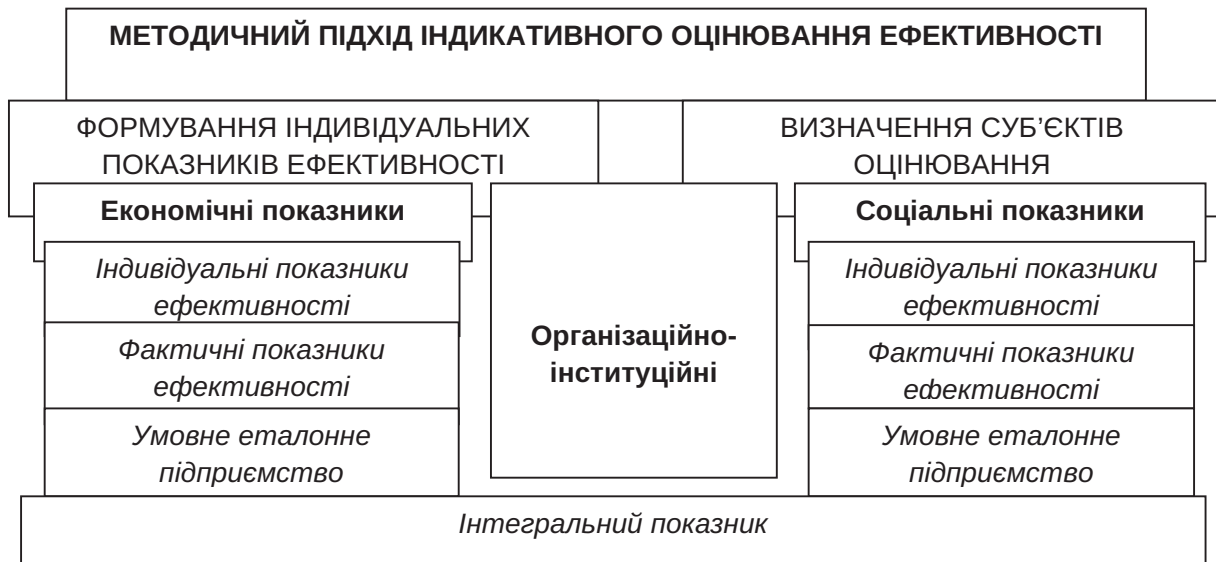 МЕТОДИЧНИЙ ПІДХІД ІНДИКАТИВНОГО ОЦІНЮВАННЯ ЕФЕКТИВНОСТІ
ФОРМУВАННЯ ІНДИВІДУАЛЬНИХ
ПОКАЗНИКІВ ЕФЕКТИВНОСТІ
ВИЗНАЧЕННЯ СУБ’ЄКТІВ
ОЦІНЮВАННЯ
Економічні показники
Індивідуальні показники
ефективності
Фактичні показники
ефективності
Умовне еталонне
підприємство
Організаційно-
інституційні
Соціальні показники
Індивідуальні показники
ефективності
Фактичні показники
ефективності
Умовне еталонне
підприємство
Інтегральний показник